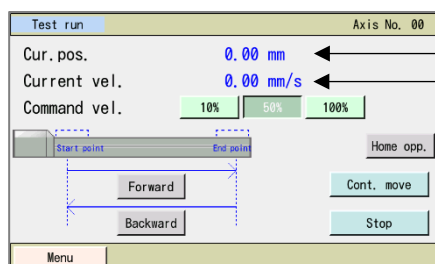 Test run Axis No. 00
Cur.pos. 0.00 mm
Current vel. 0.00 mm/s
Command vel. 10% 50% 100%
Start point End point
Home opp.
Forward Cont. move
Backward Stop
Menu